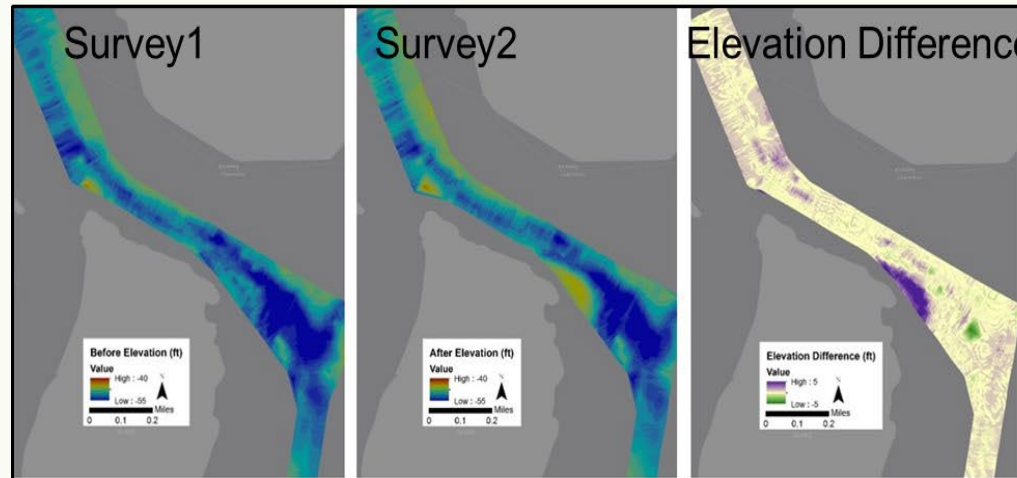 Survey1
Before Elevation (ft)
Value
High : -40
Low : -55
N
Miles
0 0.1 0.2
Survey2
After Elevation (ft)
Value
High : -40
Low : -55
N
Miles
0 0.1 0.2
Elevation Difference
Elevation Difference (ft)
Value
High : 5
Low : -5
N
Miles
0 0.1 0.2